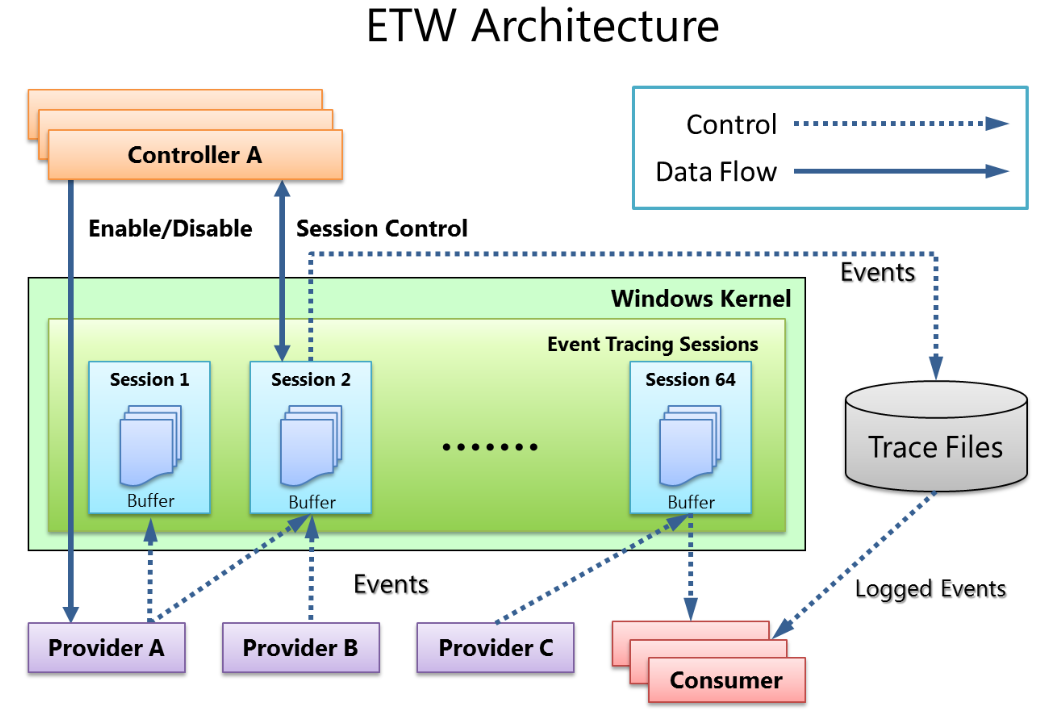 ETW Architecture
Control
Data Flow
Controller A
Enable/Disable
Session Control
Events
Windows Kernel
Event Tracing Sessions
Session 1
Session 2
.......
Session 64
Buffer
Buffer
Buffer
Trace Files
Events
Logged Events
Provider A
Provider B
Provider C
Consumer